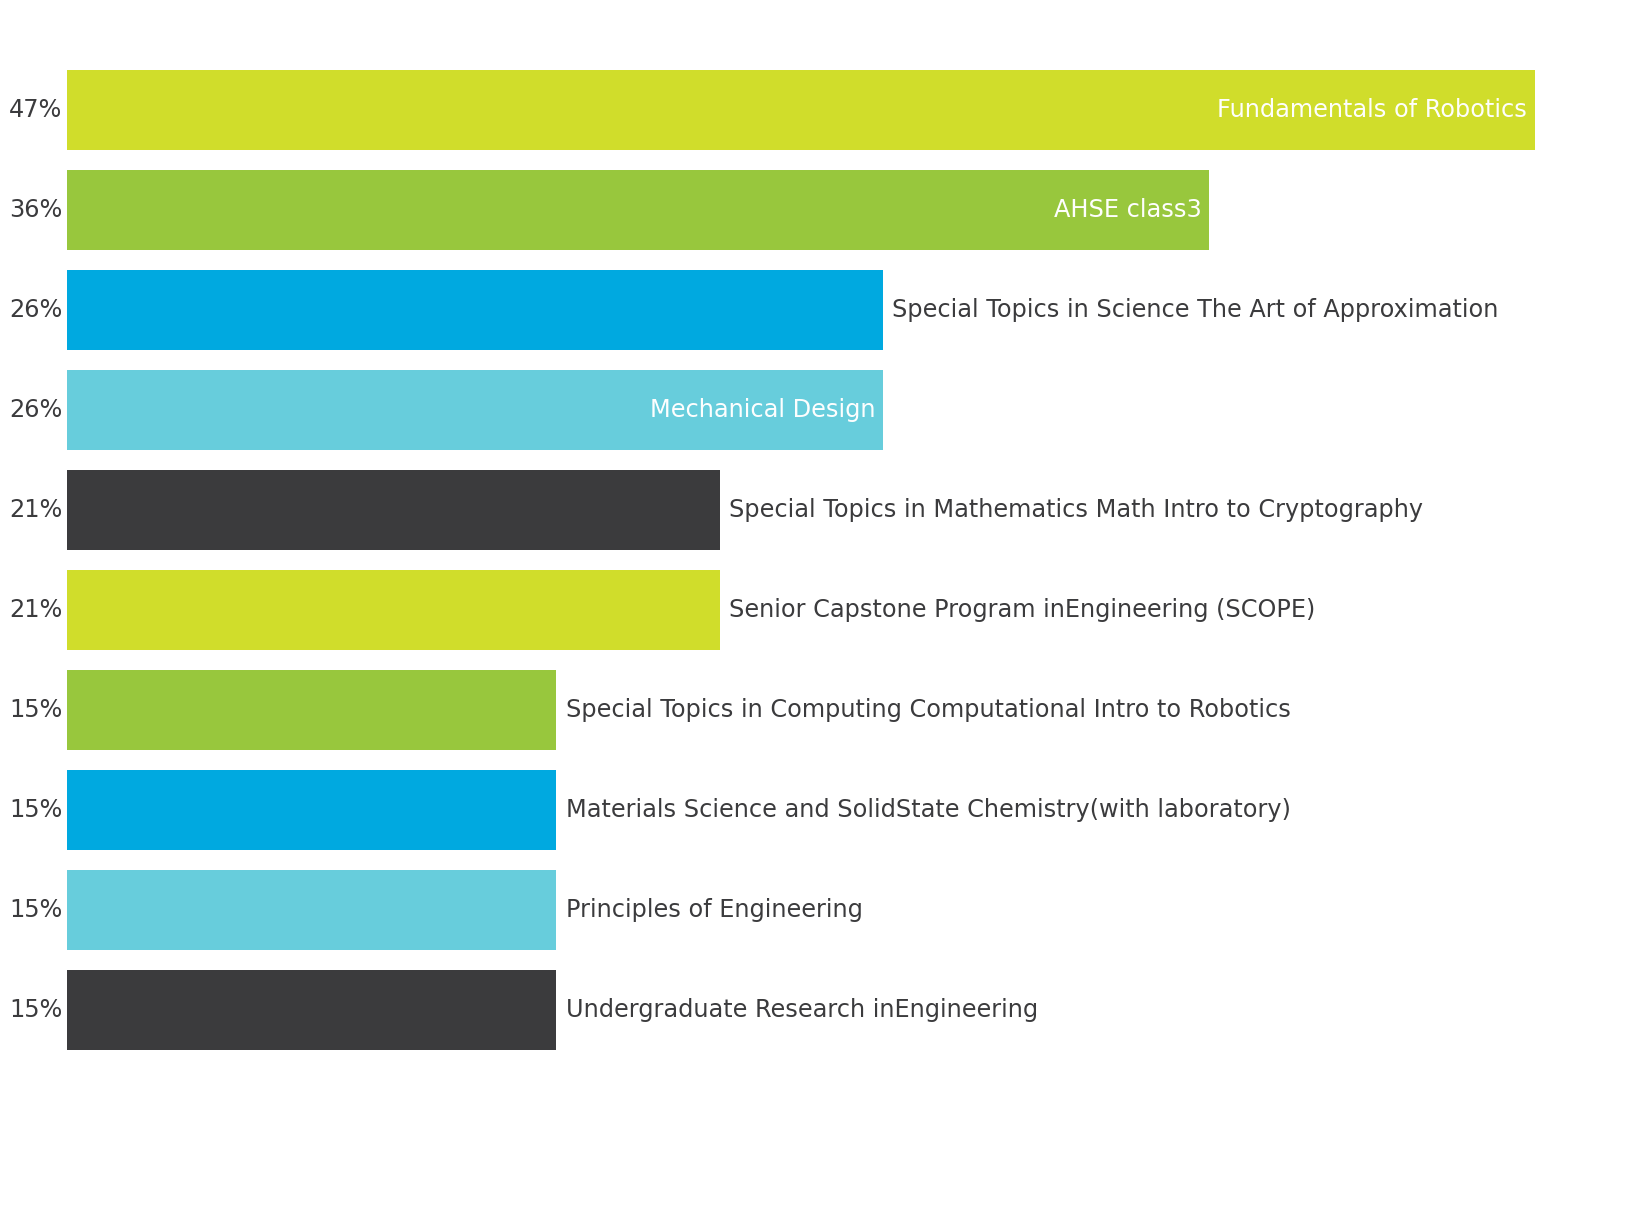 47% Fundamentals of Robotics
36% AHSE class3
26% Special Topics in Science The Art of Approximation
26% Mechanical Design
21% Special Topics in Mathematics Math Intro to Cryptography
21% Senior Capstone Program inEngineering (SCOPE)
15% Special Topics in Computing Computational Intro to Robotics
15% Materials Science and SolidState Chemistry(with laboratory)
15% Principles of Engineering
15% Undergraduate Research inEngineering